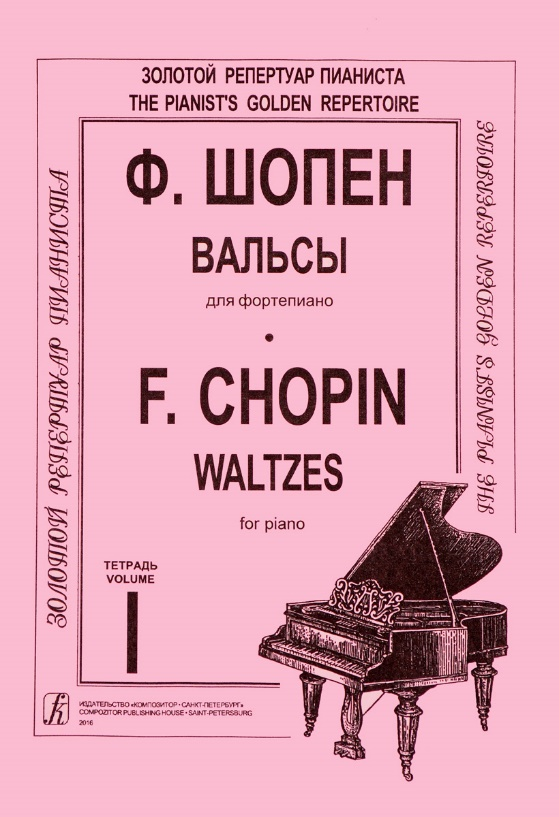 ЗОЛОТОЙ РЕПЕРТУАР ПИАНИСТА
THE PIANIST'S GOLDEN REPERTOIRE
ЗОЛОТОЙ РЕПЕРТУАР ПИАНИСТА
THE PIANIST'S GOLDEN REPERTOIRE
Ф. ШОПЕН
ВАЛЬСЫ
для фортепиано
•
F. CHOPIN
WALTZES
for piano
ТЕТРАДЬ
VOLUME
I
ИЗДАТЕЛЬСТВО «КОМПОЗИТОР • САНКТ-ПЕТЕРБУРГ»
COMPOZITOR PUBLISHING HOUSE • SAINT-PETERSBURG
2016